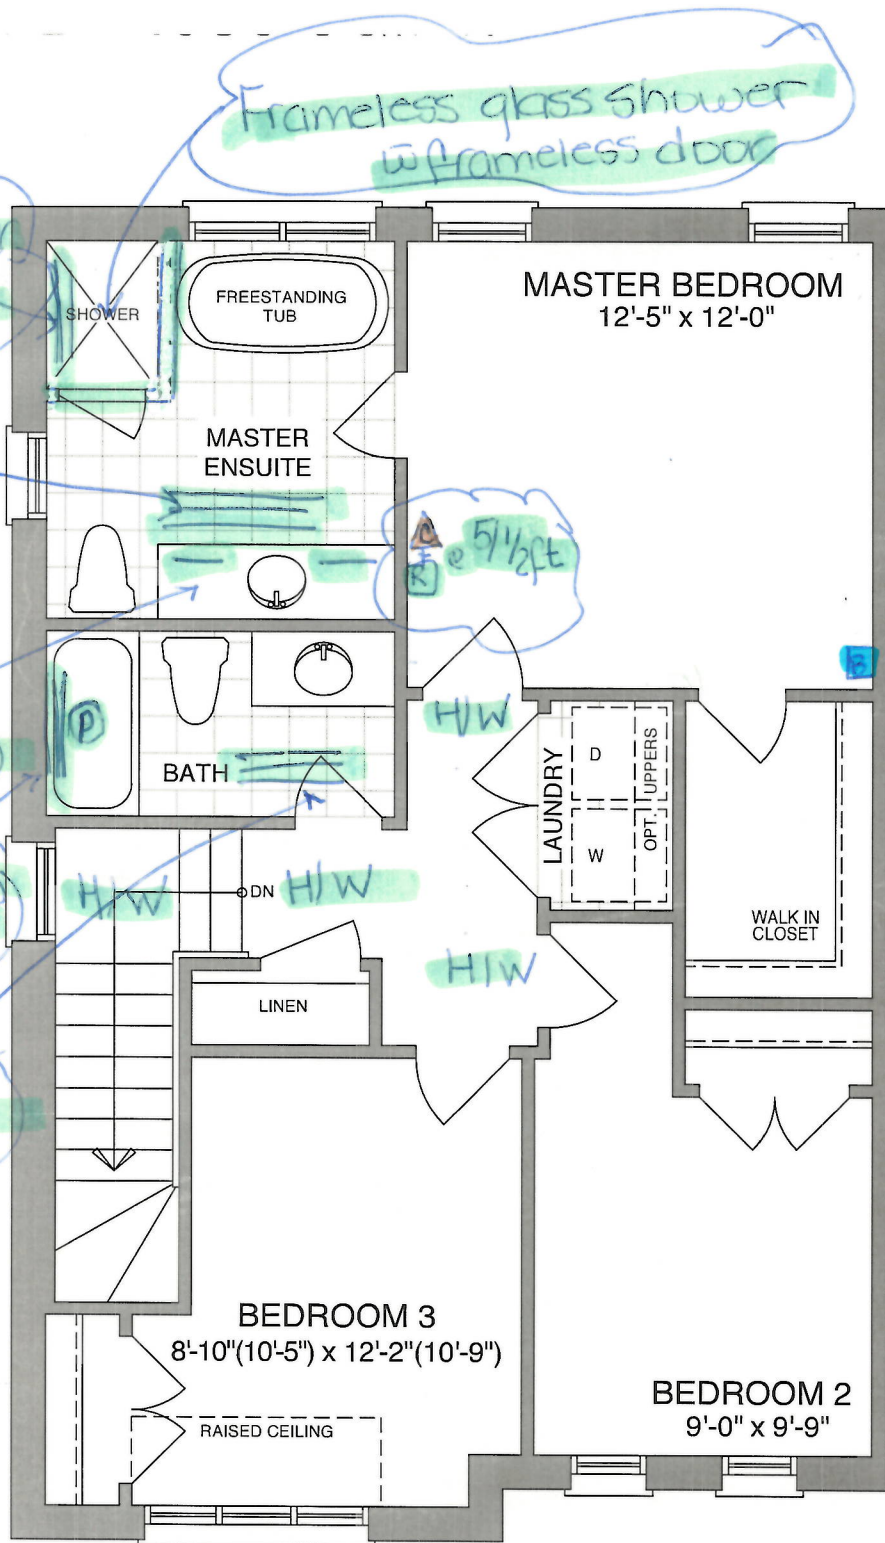 Frameless glass shower
w̄ frameless door
SHOWER
FREESTANDING
TUB
MASTER BEDROOM
12'-5" x 12'-0"
MASTER
ENSUITE
C
R @ 5/1/2ft
B
P
BATH
H/W
LAUNDRY
D
W
OPT. UPPERS
WALK IN
CLOSET
H/W
DN
H/W
H/W
LINEN
BEDROOM 3
8'-10"(10'-5") x 12'-2"(10'-9")
RAISED CEILING
BEDROOM 2
9'-0" x 9'-9"